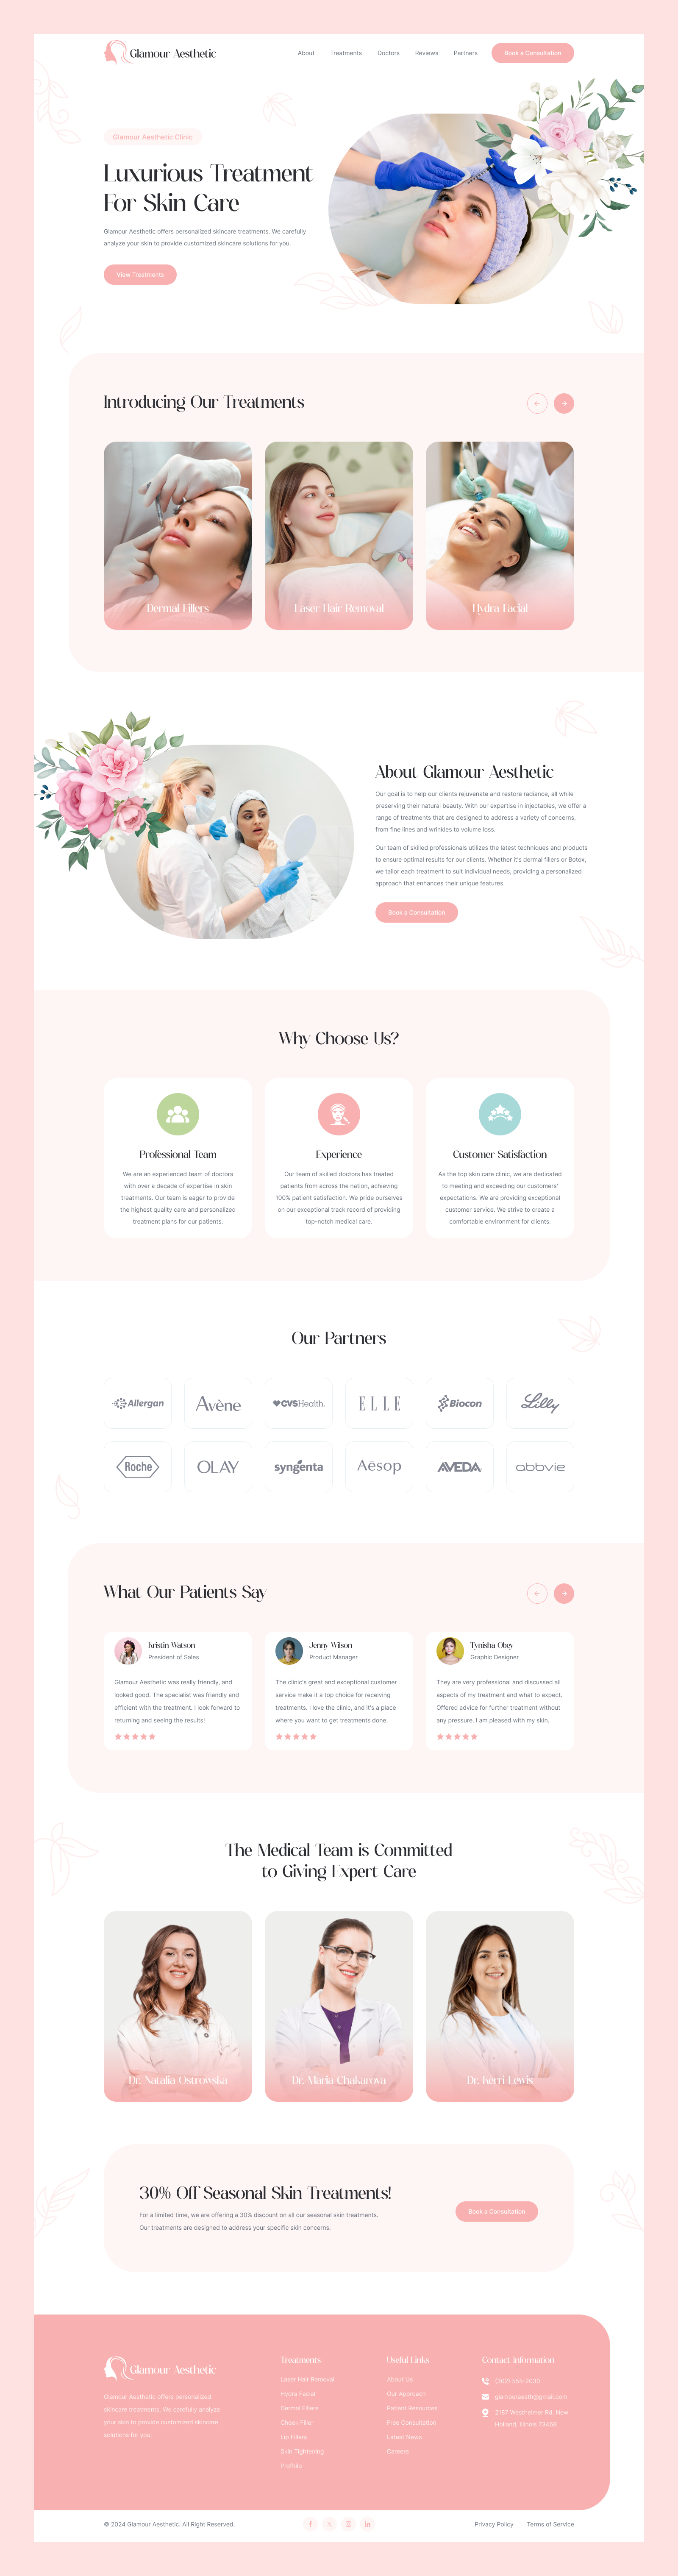 Glamour Aesthetic
About Treatments Doctors Reviews Partners Book a Consultation
Glamour Aesthetic Clinic
Luxurious Treatment
For Skin Care
Glamour Aesthetic offers personalized skincare treatments. We carefully
analyze your skin to provide customized skincare solutions for you.
View Treatments
Introducing Our Treatments
Dermal Fillers
Laser Hair Removal
Hydra Facial
About Glamour Aesthetic
Our goal is to help our clients rejuvenate and restore radiance, all while
preserving their natural beauty. With our expertise in injectables, we offer a
range of treatments that are designed to address a variety of concerns,
from fine lines and wrinkles to volume loss.
Our team of skilled professionals utilizes the latest techniques and products
to ensure optimal results for our clients. Whether it's dermal fillers or Botox,
we tailor each treatment to suit individual needs, providing a personalized
approach that enhances their unique features.
Book a Consultation
Why Choose Us?
Professional Team
We are an experienced team of doctors
with over a decade of expertise in skin
treatments. Our team is eager to provide
the highest quality care and personalized
treatment plans for our patients.
Experience
Our team of skilled doctors has treated
patients from across the nation, achieving
100% patient satisfaction. We pride ourselves
on our exceptional track record of providing
top-notch medical care.
Customer Satisfaction
As the top skin care clinic, we are dedicated
to meeting and exceeding our customers'
expectations. We are providing exceptional
customer service. We strive to create a
comfortable environment for clients.
Our Partners
Allergan
Avène
CVSHealth.
ELLE
Biocon
Lilly
Roche
OLAY
syngenta
Aēsop
AVEDA
abbvie
What Our Patients Say
Kristin Watson
President of Sales
Glamour Aesthetic was really friendly, and
looked good. The specialist was friendly and
efficient with the treatment. I look forward to
returning and seeing the results!
Jenny Wilson
Product Manager
The clinic's great and exceptional customer
service make it a top choice for receiving
treatments. I love the clinic, and it's a place
where you want to get treatments done.
Tynisha Obey
Graphic Designer
They are very professional and discussed all
aspects of my treatment and what to expect.
Offered advice for further treatment without
any pressure. I am pleased with my skin.
The Medical Team is Committed
to Giving Expert Care
Dr. Natalia Ostrowska
Dr. Maria Chakarova
Dr. Kerri Lewis
30% Off Seasonal Skin Treatments!
For a limited time, we are offering a 30% discount on all our seasonal skin treatments.
Our treatments are designed to address your specific skin concerns.
Book a Consultation
Glamour Aesthetic
Glamour Aesthetic offers personalized
skincare treatments. We carefully analyze
your skin to provide customized skincare
solutions for you.
Treatments
Laser Hair Removal
Hydra Facial
Dermal Fillers
Cheek Filler
Lip Fillers
Skin Tightening
Profhilo
Useful Links
About Us
Our Approach
Patient Resources
Free Consultation
Latest News
Careers
Contact Information
glamouraesth@gmail.com
Holland, Illinois
© 2024 Glamour Aesthetic. All Right Reserved.
Privacy Policy Terms of Service